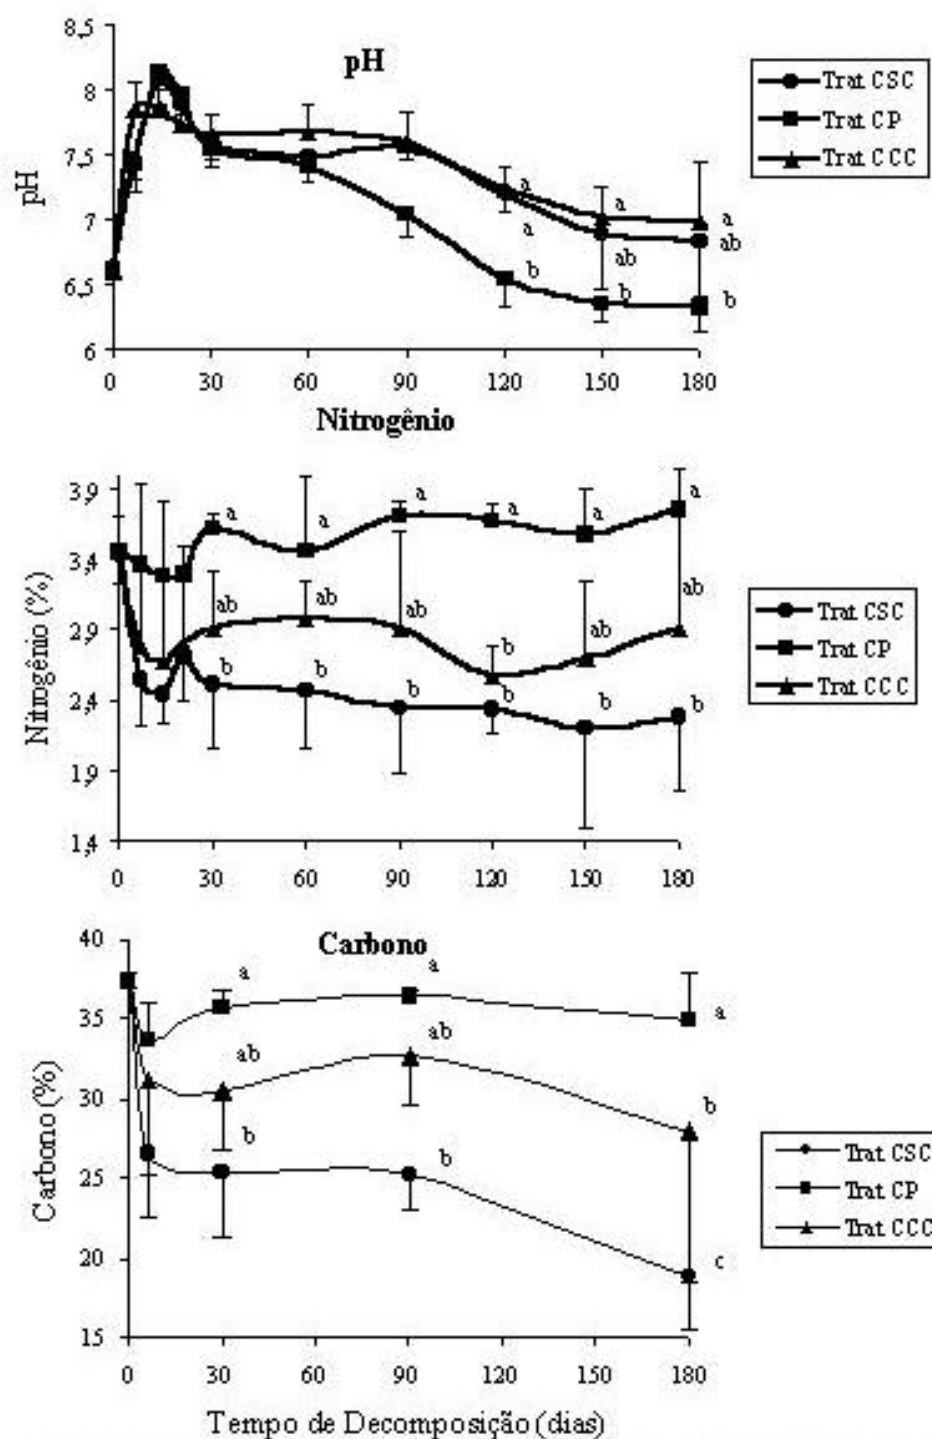 8,5
pH
8
7,5
7
6,5
6
pH
Trat CSC
Trat CP
Trat CCC
a
a
b
a
ab
b
a
ab
b
0 30 60 90 120 150 180
Nitrogênio
3,9
3,4
2,9
2,4
1,9
1,4
Nitrogênio (%)
a a a a a a
ab ab ab b ab ab
b b b b b b
Trat CSC
Trat CP
Trat CCC
0 30 60 90 120 150 180
Carbono
40
35
30
25
20
15
Carbono (%)
a a a
ab ab b
b b c
Trat CSC
Trat CP
Trat CCC
0 30 60 90 120 150 180
Tempo de Decomposição (dias)